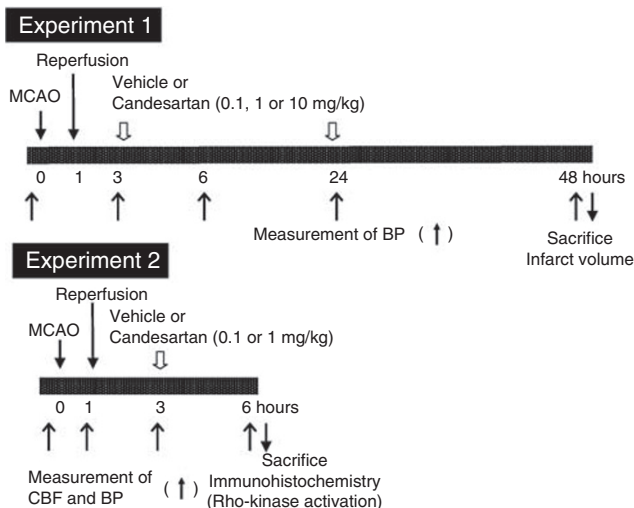 Experiment 1
Reperfusion
MCAO
Vehicle or
Candesartan (0.1, 1 or 10 mg/kg)
0 1 3 6 24 48 hours
Measurement of BP ( )
Sacrifice
Infarct volume
Experiment 2
Reperfusion
MCAO
Vehicle or
Candesartan (0.1 or 1 mg/kg)
0 1 3 6 hours
Measurement of
CBF and BP ( )
Sacrifice
Immunohistochemistry
(Rho-kinase activation)